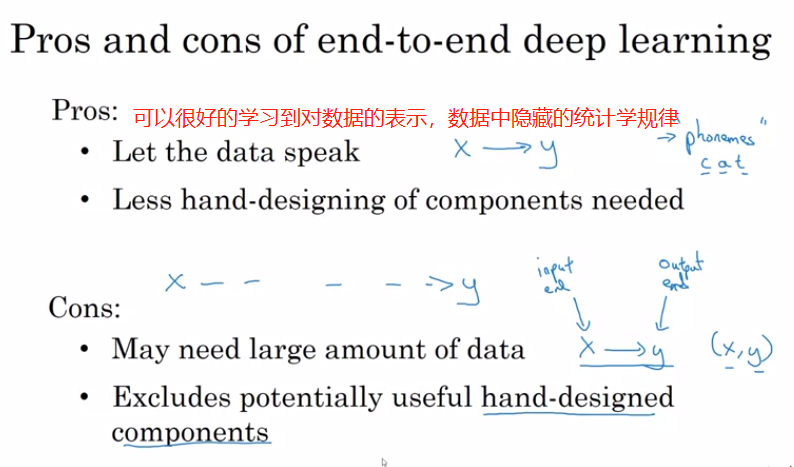 Pros and cons of end-to-end deep learning
Pros: 可以很好的学习到对数据的表示，数据中隐藏的统计学规律
• Let the data speak x → y → phonemes"
c a t
• Less hand-designing of components needed
x - - - - -> y
input end
output end
Cons:
• May need large amount of data x → y (x, y)
• Excludes potentially useful hand-designed
components